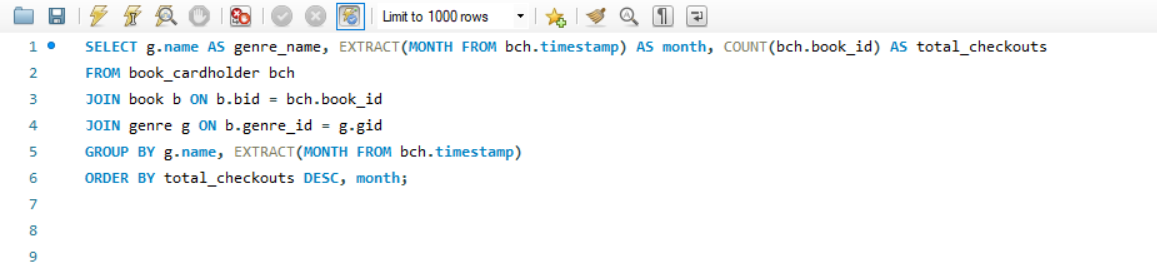 Limit to 1000 rows
1 SELECT g.name AS genre_name, EXTRACT(MONTH FROM bch.timestamp) AS month, COUNT(bch.book_id) AS total_checkouts
2 FROM book_cardholder bch
3 JOIN book b ON b.bid = bch.book_id
4 JOIN genre g ON b.genre_id = g.gid
5 GROUP BY g.name, EXTRACT(MONTH FROM bch.timestamp)
6 ORDER BY total_checkouts DESC, month;
7
8
9